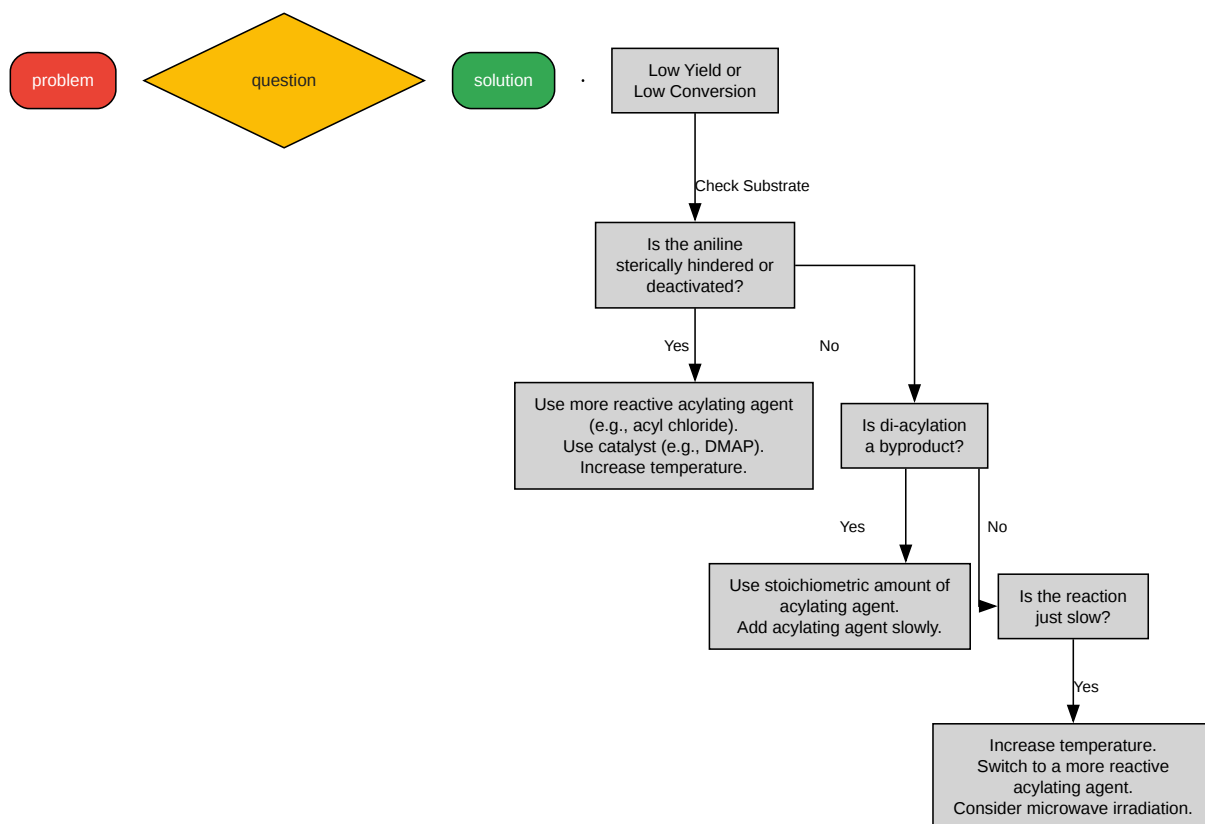 problem
question
solution
Low Yield or
Low Conversion
Check Substrate
Is the aniline
sterically hindered or
deactivated?
Yes
No
Use more reactive acylating agent
(e.g., acyl chloride).
Use catalyst (e.g., DMAP).
Increase temperature.
Is di-acylation
a byproduct?
Yes
No
Use stoichiometric amount of
acylating agent.
Add acylating agent slowly.
Is the reaction
just slow?
Yes
Increase temperature.
Switch to a more reactive
acylating agent.
Consider microwave irradiation.